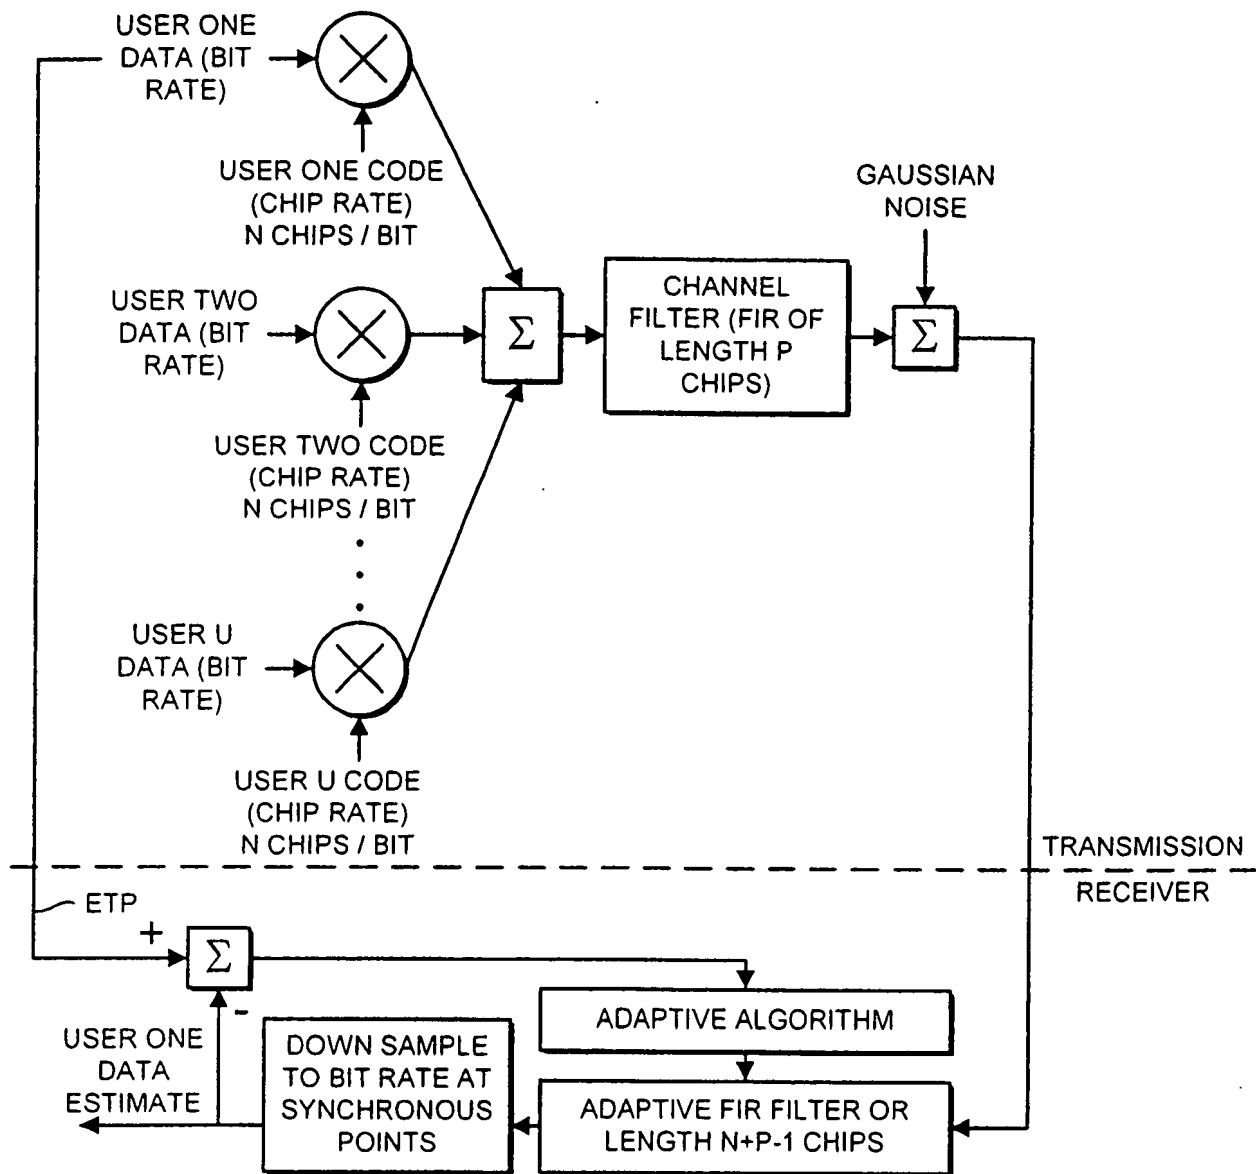 USER ONE
DATA (BIT
RATE)
USER ONE CODE
(CHIP RATE)
N CHIPS / BIT
GAUSSIAN
NOISE
USER TWO
DATA (BIT
RATE)
Σ
CHANNEL
FILTER (FIR OF
LENGTH P
CHIPS)
Σ
USER TWO CODE
(CHIP RATE)
N CHIPS / BIT
USER U
DATA (BIT
RATE)
USER U CODE
(CHIP RATE)
N CHIPS / BIT
TRANSMISSION
RECEIVER
ETP
+
Σ
-
ADAPTIVE ALGORITHM
USER ONE
DATA
ESTIMATE
DOWN SAMPLE
TO BIT RATE AT
SYNCHRONOUS
POINTS
ADAPTIVE FIR FILTER OR
LENGTH N+P-1 CHIPS